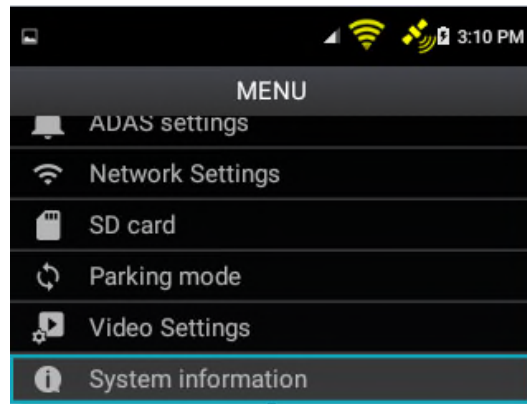 3:10 PM
MENU
ADAS settings
Network Settings
SD card
Parking mode
Video Settings
System information